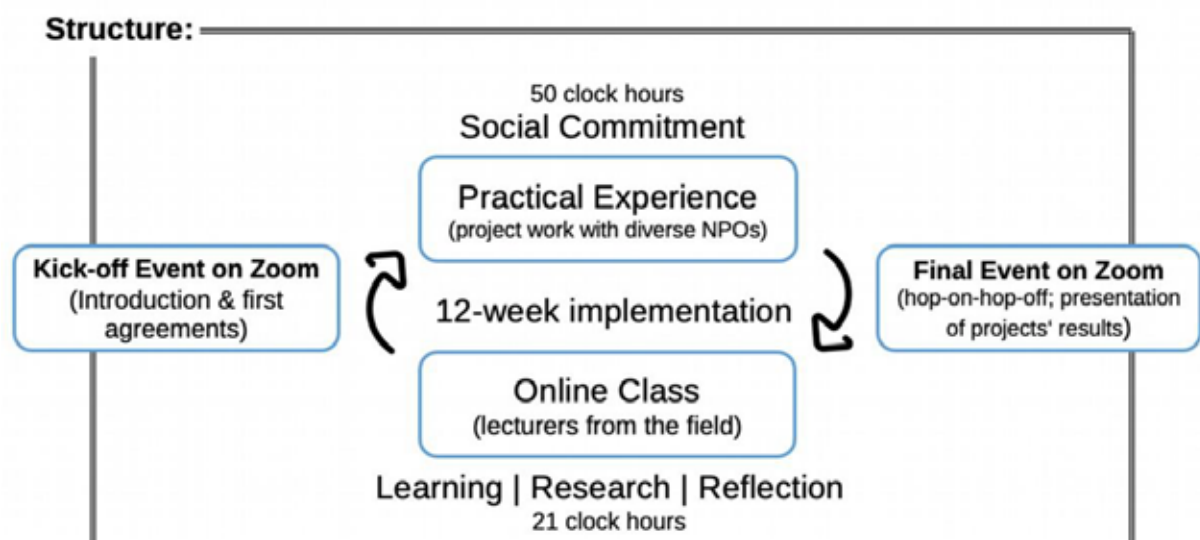 Structure:
50 clock hours
Social Commitment
Practical Experience
(project work with diverse NPOs)
Kick-off Event on Zoom
(Introduction & first
agreements)
12-week implementation
Final Event on Zoom
(hop-on-hop-off; presentation
of projects' results)
Online Class
(lecturers from the field)
Learning | Research | Reflection
21 clock hours